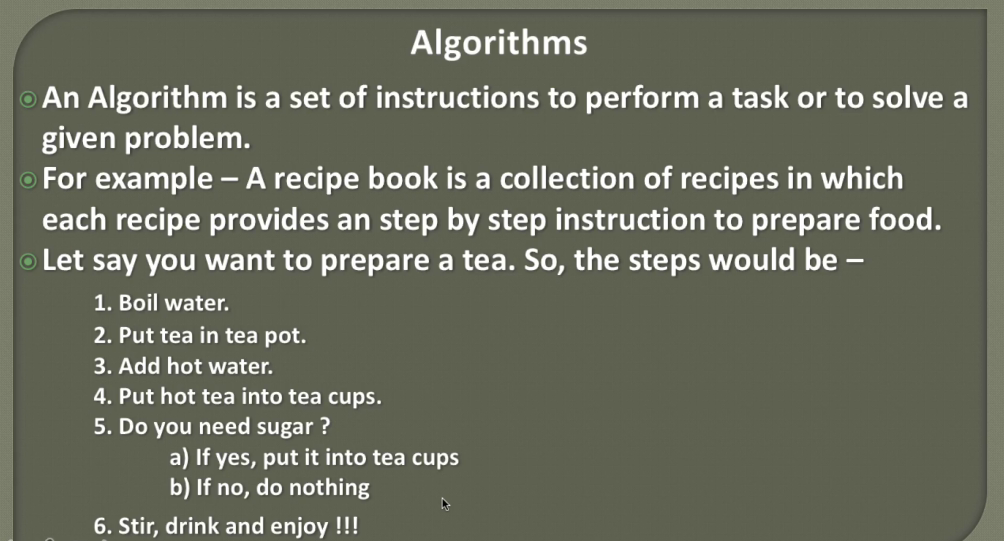 Algorithms
An Algorithm is a set of instructions to perform a task or to solve a
given problem.
For example – A recipe book is a collection of recipes in which
each recipe provides an step by step instruction to prepare food.
Let say you want to prepare a tea. So, the steps would be –
1. Boil water.
2. Put tea in tea pot.
3. Add hot water.
4. Put hot tea into tea cups.
5. Do you need sugar ?
a) If yes, put it into tea cups
b) If no, do nothing
6. Stir, drink and enjoy !!!